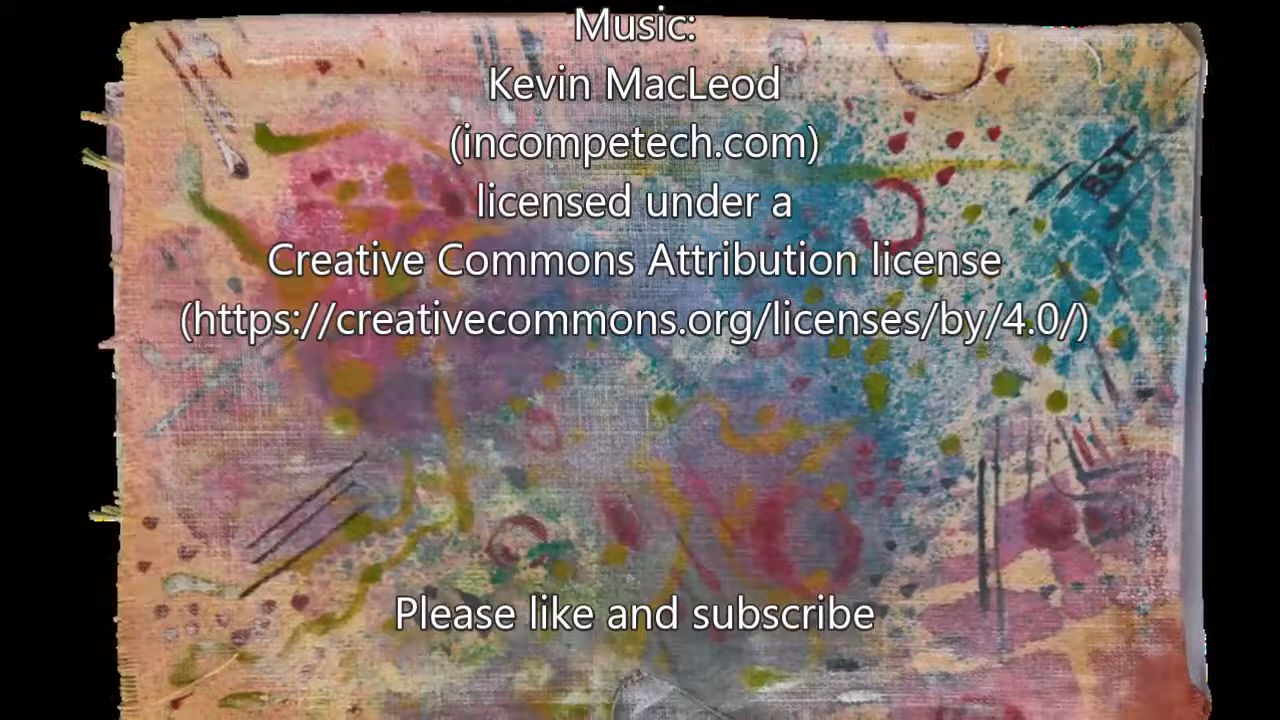 Music:
Kevin MacLeod
(incompetech.com)
licensed under a
Creative Commons Attribution license
(https://creativecommons.org/licenses/by/4.0/)
BST
Please like and subscribe